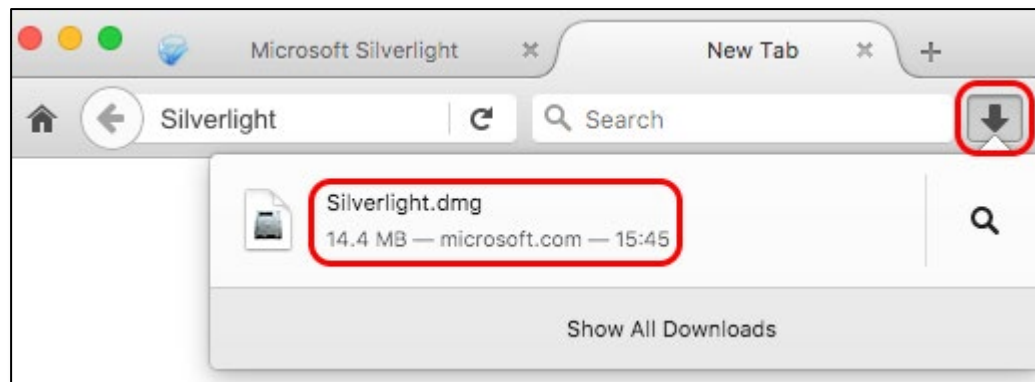 Microsoft Silverlight New Tab
Silverlight Search
Silverlight.dmg
14.4 MB — microsoft.com — 15:45
Show All Downloads